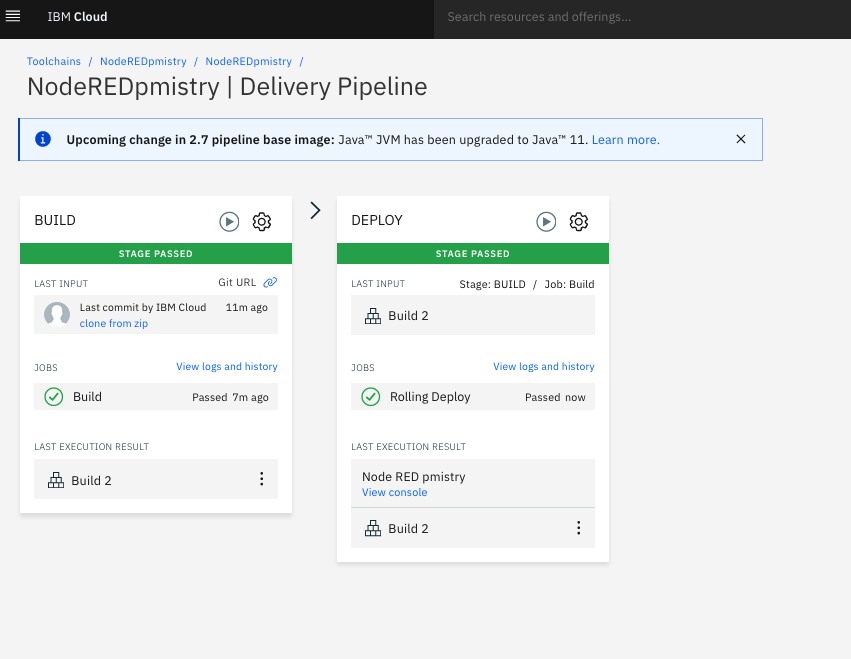 IBM Cloud
Search resources and offerings...
Toolchains / NodeREDpmistry / NodeREDpmistry /
NodeREDpmistry | Delivery Pipeline
Upcoming change in 2.7 pipeline base image: Java™ JVM has been upgraded to Java™ 11. Learn more.
BUILD
STAGE PASSED
LAST INPUT Git URL
Last commit by IBM Cloud 11m ago
clone from zip
JOBS View logs and history
Build Passed 7m ago
LAST EXECUTION RESULT
Build 2
DEPLOY
STAGE PASSED
LAST INPUT Stage: BUILD / Job: Build
Build 2
JOBS View logs and history
Rolling Deploy Passed now
LAST EXECUTION RESULT
Node RED pmistry
View console
Build 2